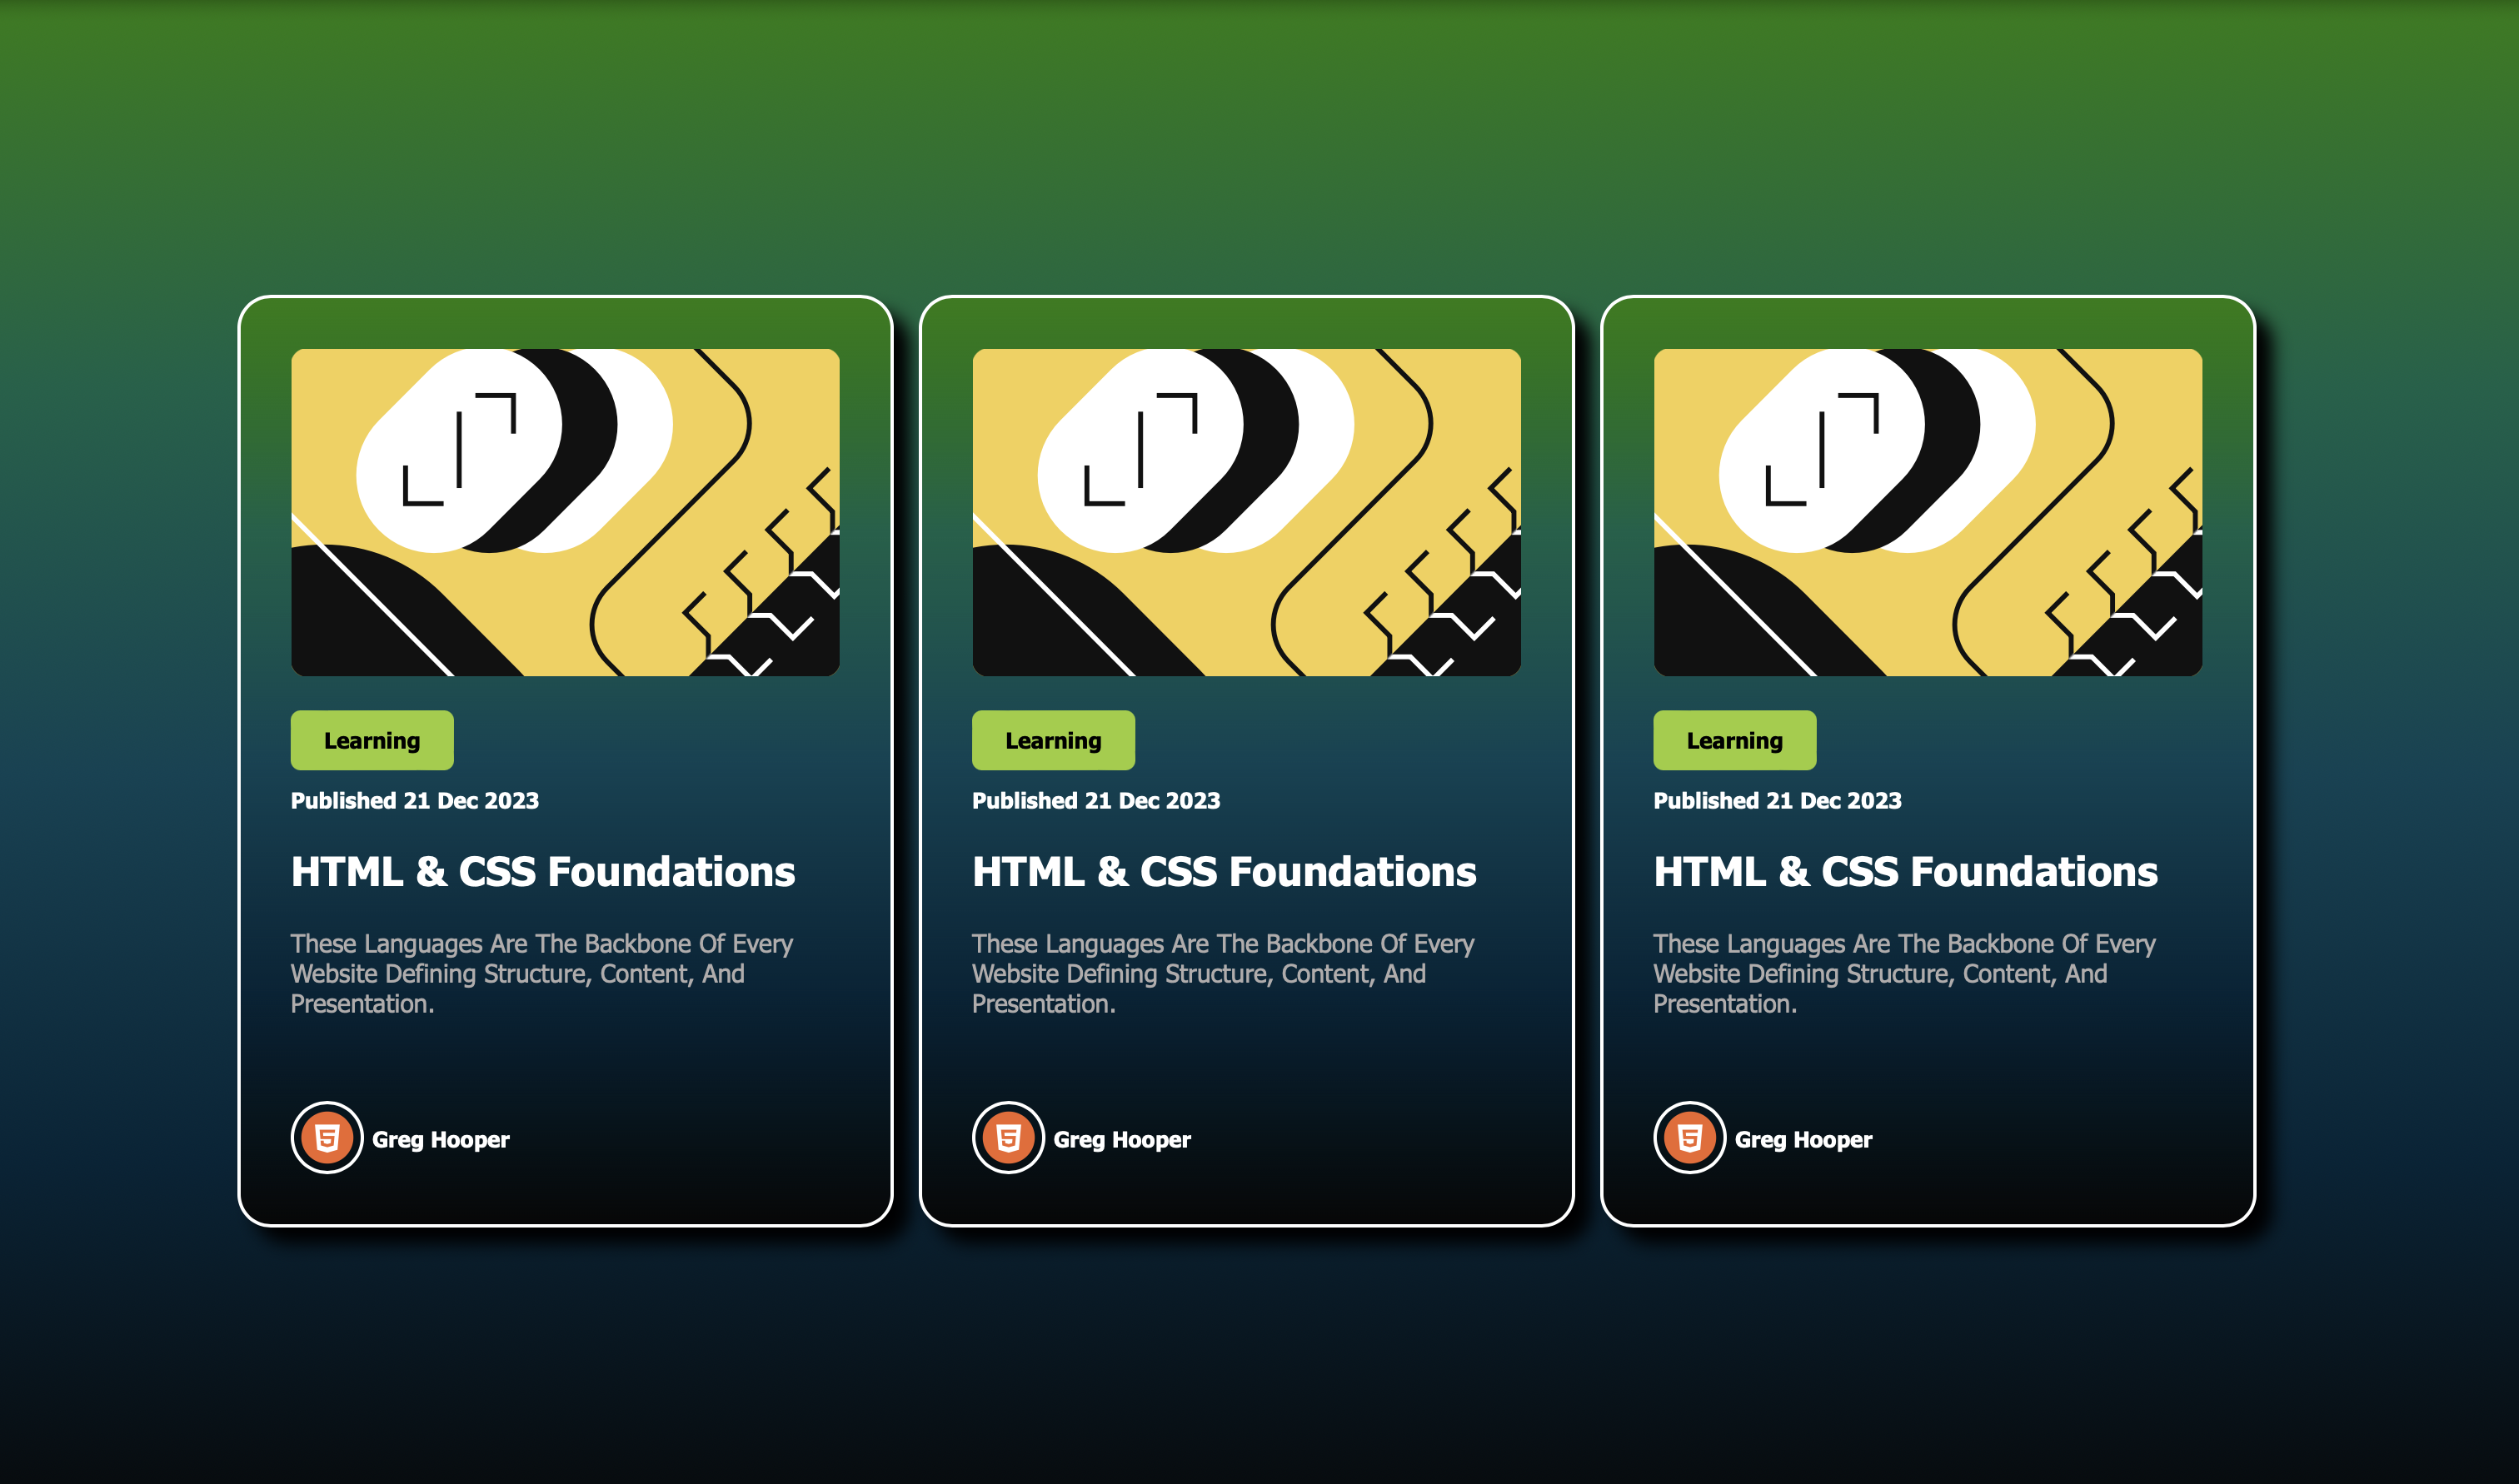 Learning
Published 21 Dec 2023
HTML & CSS Foundations
These Languages Are The Backbone Of Every
Website Defining Structure, Content, And
Presentation.
5
Greg Hooper
Learning
Published 21 Dec 2023
HTML & CSS Foundations
These Languages Are The Backbone Of Every
Website Defining Structure, Content, And
Presentation.
5
Greg Hooper
Learning
Published 21 Dec 2023
HTML & CSS Foundations
These Languages Are The Backbone Of Every
Website Defining Structure, Content, And
Presentation.
5
Greg Hooper